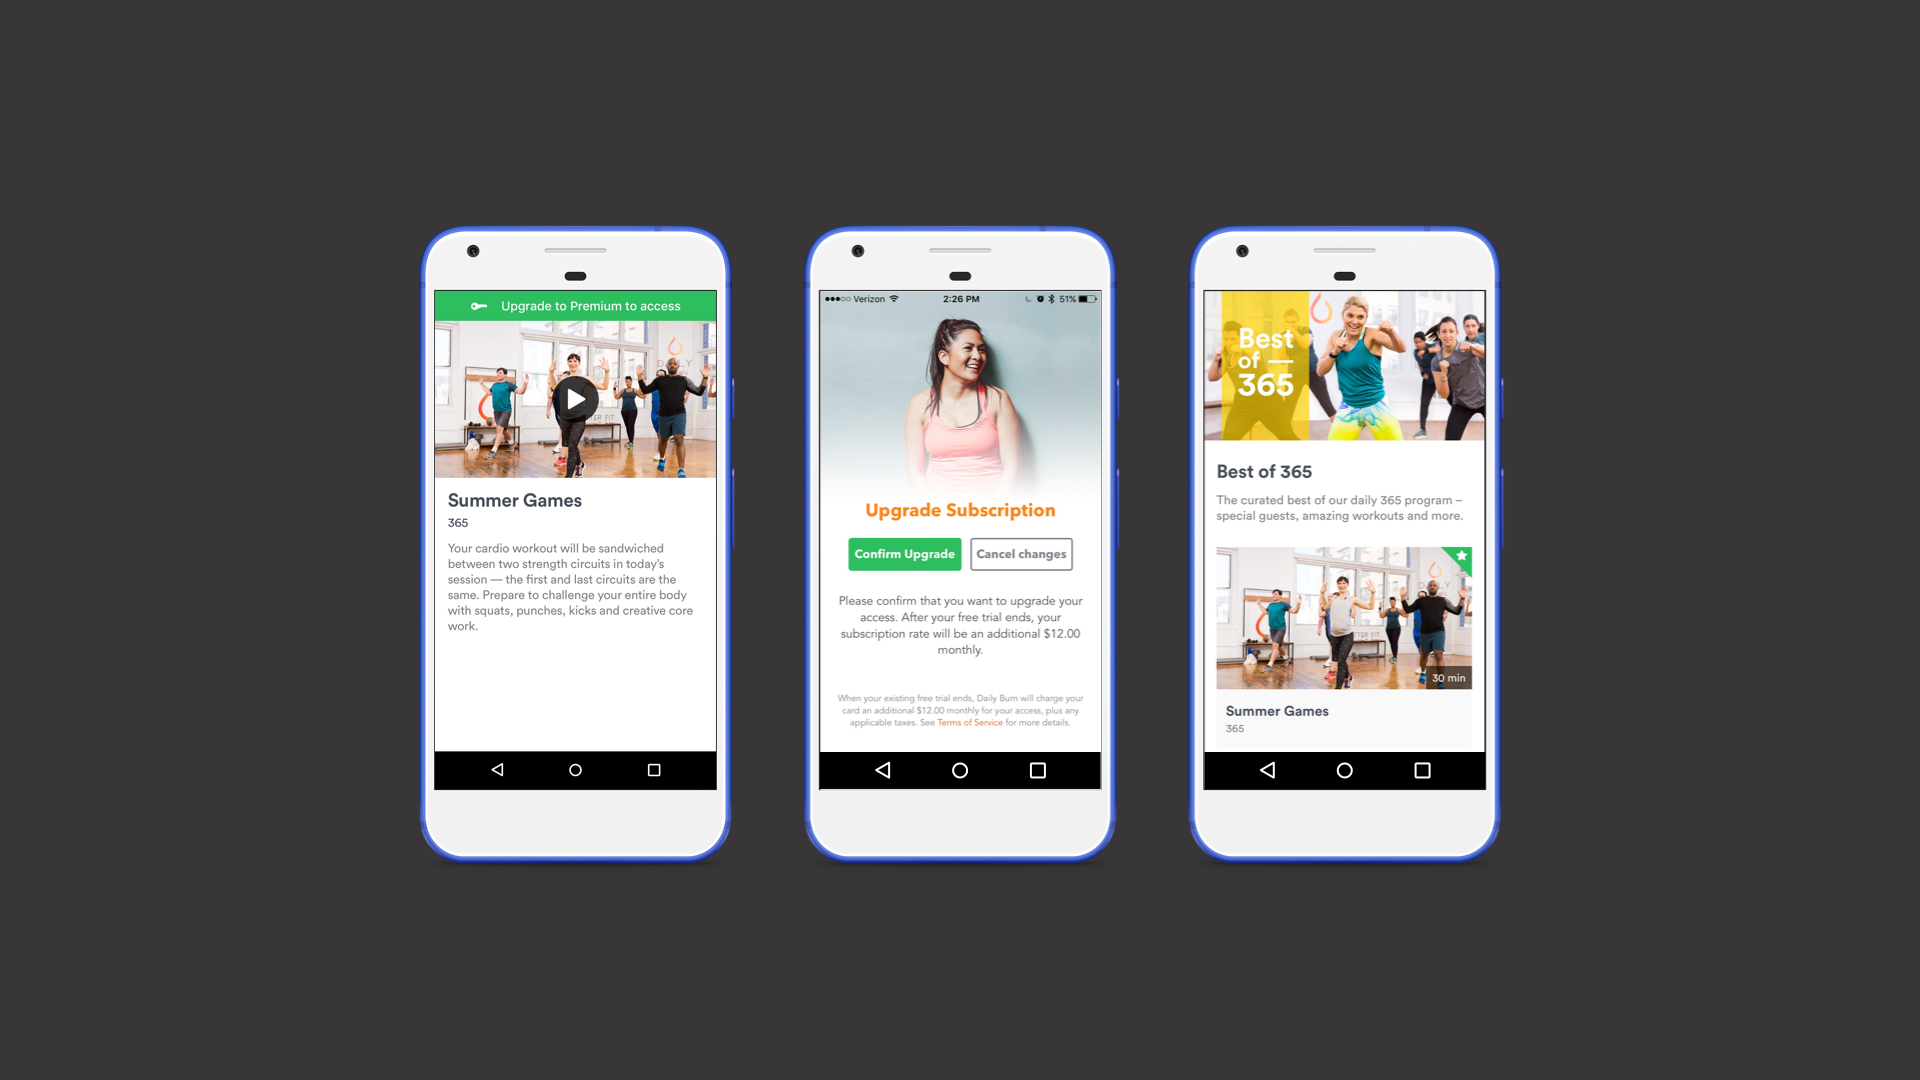 Upgrade to Premium to access
DAILY
TER FIT
Summer Games
365
Your cardio workout will be sandwiched
between two strength circuits in today's
session — the first and last circuits are the
same. Prepare to challenge your entire body
with squats, punches, kicks and creative core
work.
Verizon
2:26 PM
51%
Upgrade Subscription
Confirm Upgrade
Cancel changes
Please confirm that you want to upgrade your
access. After your free trial ends, your
subscription rate will be an additional $12.00
monthly.
When your existing free trial ends, Daily Burn will charge your
card an additional $12.00 monthly for your access, plus any
applicable taxes. See Terms of Service for more details.
Best
of —
365
Best of 365
The curated best of our daily 365 program –
special guests, amazing workouts and more.
DAILY
TTER FIT
30 min
Summer Games
365